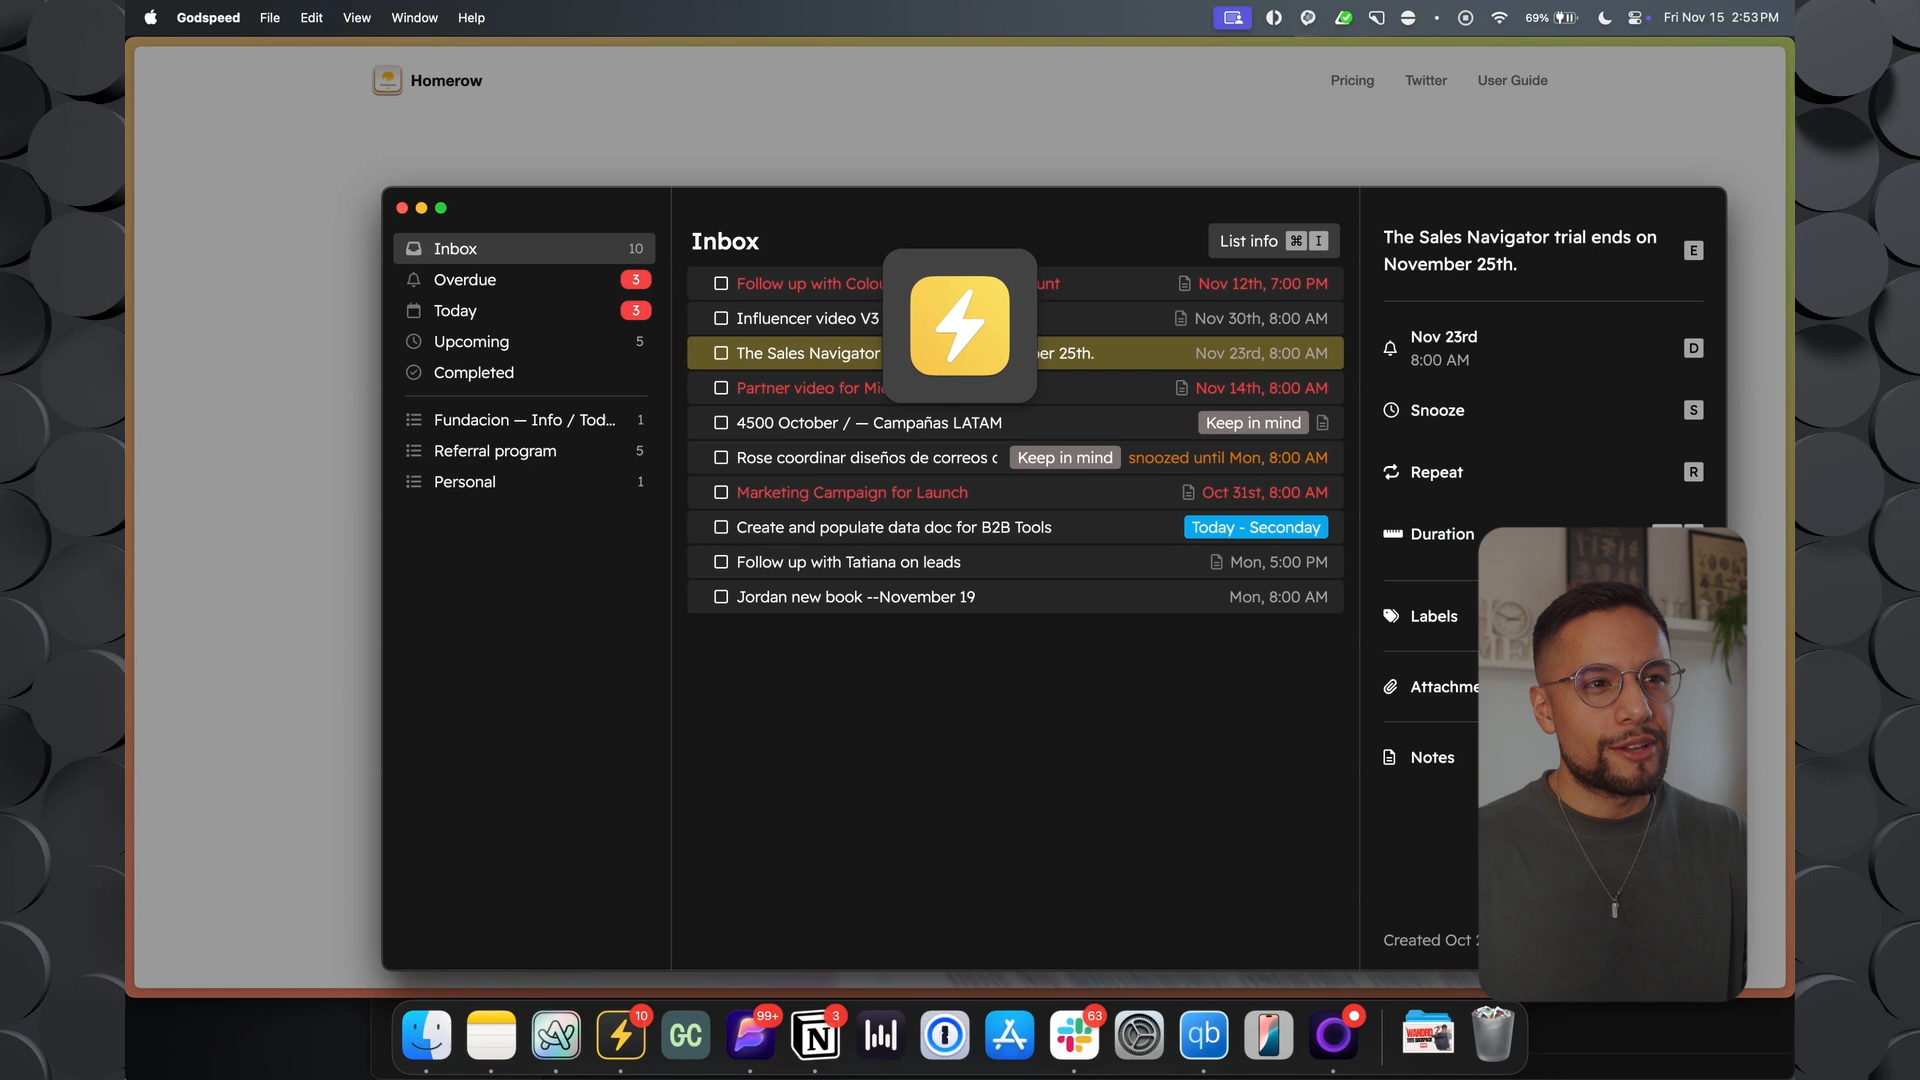 Godspeed File Edit View Window Help
69% Fri Nov 15 2:53 PM
Homerow
Pricing Twitter User Guide
Inbox 10
Overdue 3
Today 3
Upcoming 5
Completed
Fundacion — Info / Tod... 1
Referral program 5
Personal 1
Inbox
List info ⌘ I
Follow up with Nov 12th, 7:00 PM
Influencer video V3 Nov 30th, 8:00 AM
The Sales Navigator 25th. Nov 23rd, 8:00 AM
Partner video for Nov 14th, 8:00 AM
4500 October / — Campañas LATAM Keep in mind
Rose coordinar diseños de correos Keep in mind snoozed until Mon, 8:00 AM
Marketing Campaign for Launch Oct 31st, 8:00 AM
Create and populate data doc for B2B Tools Today - Seconday
Follow up with Tatiana on leads Mon, 5:00 PM
Jordan new book --November 19 Mon, 8:00 AM
The Sales Navigator trial ends on
November 25th.
E
Nov 23rd
8:00 AM
D
Snooze S
Repeat R
Duration
Labels
Notes
Created Oct
10
GC
99+
N
3
63
qb